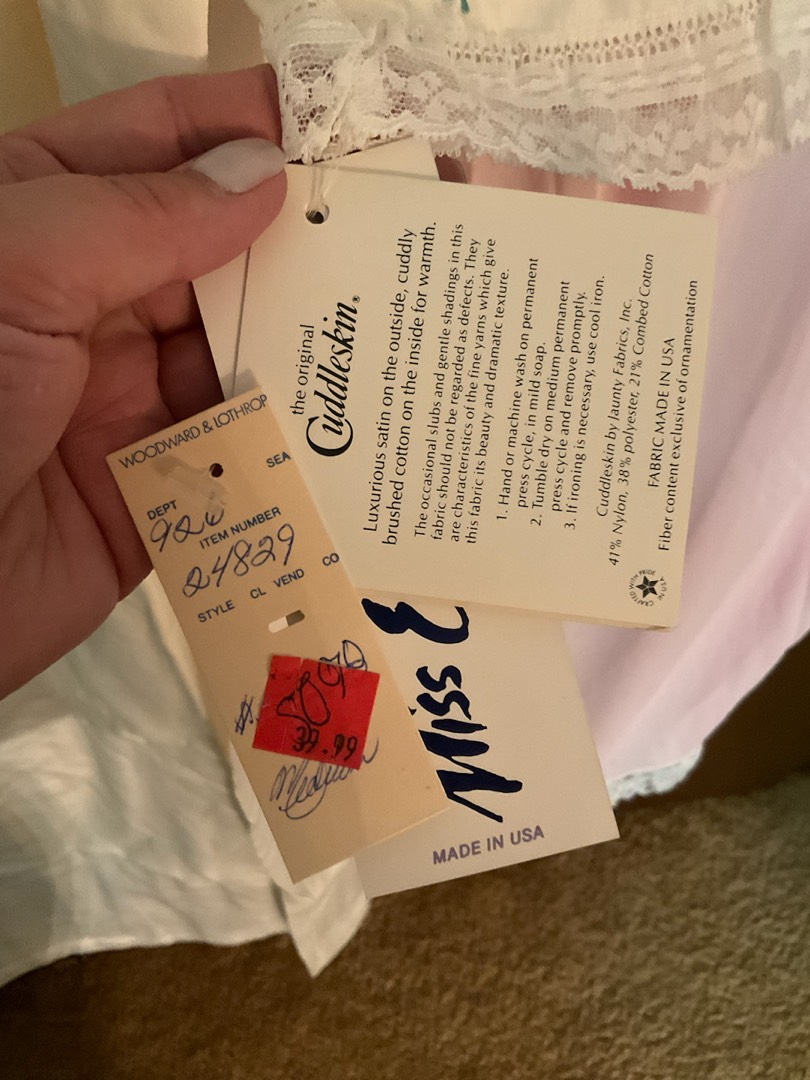 the original
Cuddleskin®
Luxurious satin on the outside, cuddly
brushed cotton on the inside for warmth.
The occasional slubs and gentle shadings in this
fabric should not be regarded as defects. They
are characteristics of the fine yarns which give
this fabric its beauty and dramatic texture.
1. Hand or machine wash on permanent
press cycle, in mild soap.
2. Tumble dry on medium permanent
press cycle and remove promptly.
3. If ironing is necessary, use cool iron.
Cuddleskin by Jaunty Fabrics, Inc.
41% Nylon, 38% polyester, 21% Combed Cotton
FABRIC MADE IN USA
Fiber content exclusive of ornamentation
CRAFTED WITH PRIDE IN U.S.A.
WOODWARD & LOTHROP
SEA
DEPT
920
ITEM NUMBER
24829
STYLE CL VEND CO
$.
39.99
Medium
Miss E
MADE IN USA